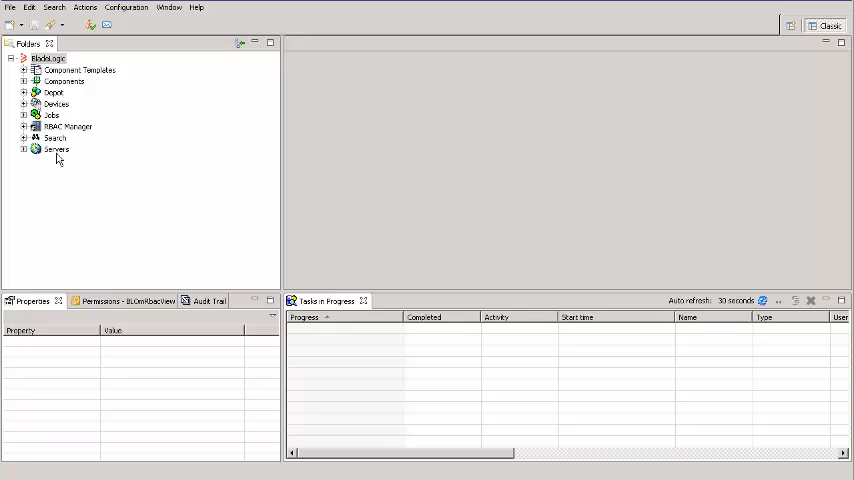 File Edit Search Actions Configuration Window Help
Classic
Folders
BladeLogic
Component Templates
Components
Depot
Devices
Jobs
RBAC Manager
Search
Servers
Properties Permissions - BLOmRbacView Audit Trail
Property Value
Tasks in Progress Auto refresh: 30 seconds
Progress Completed Activity Start time Name Type User